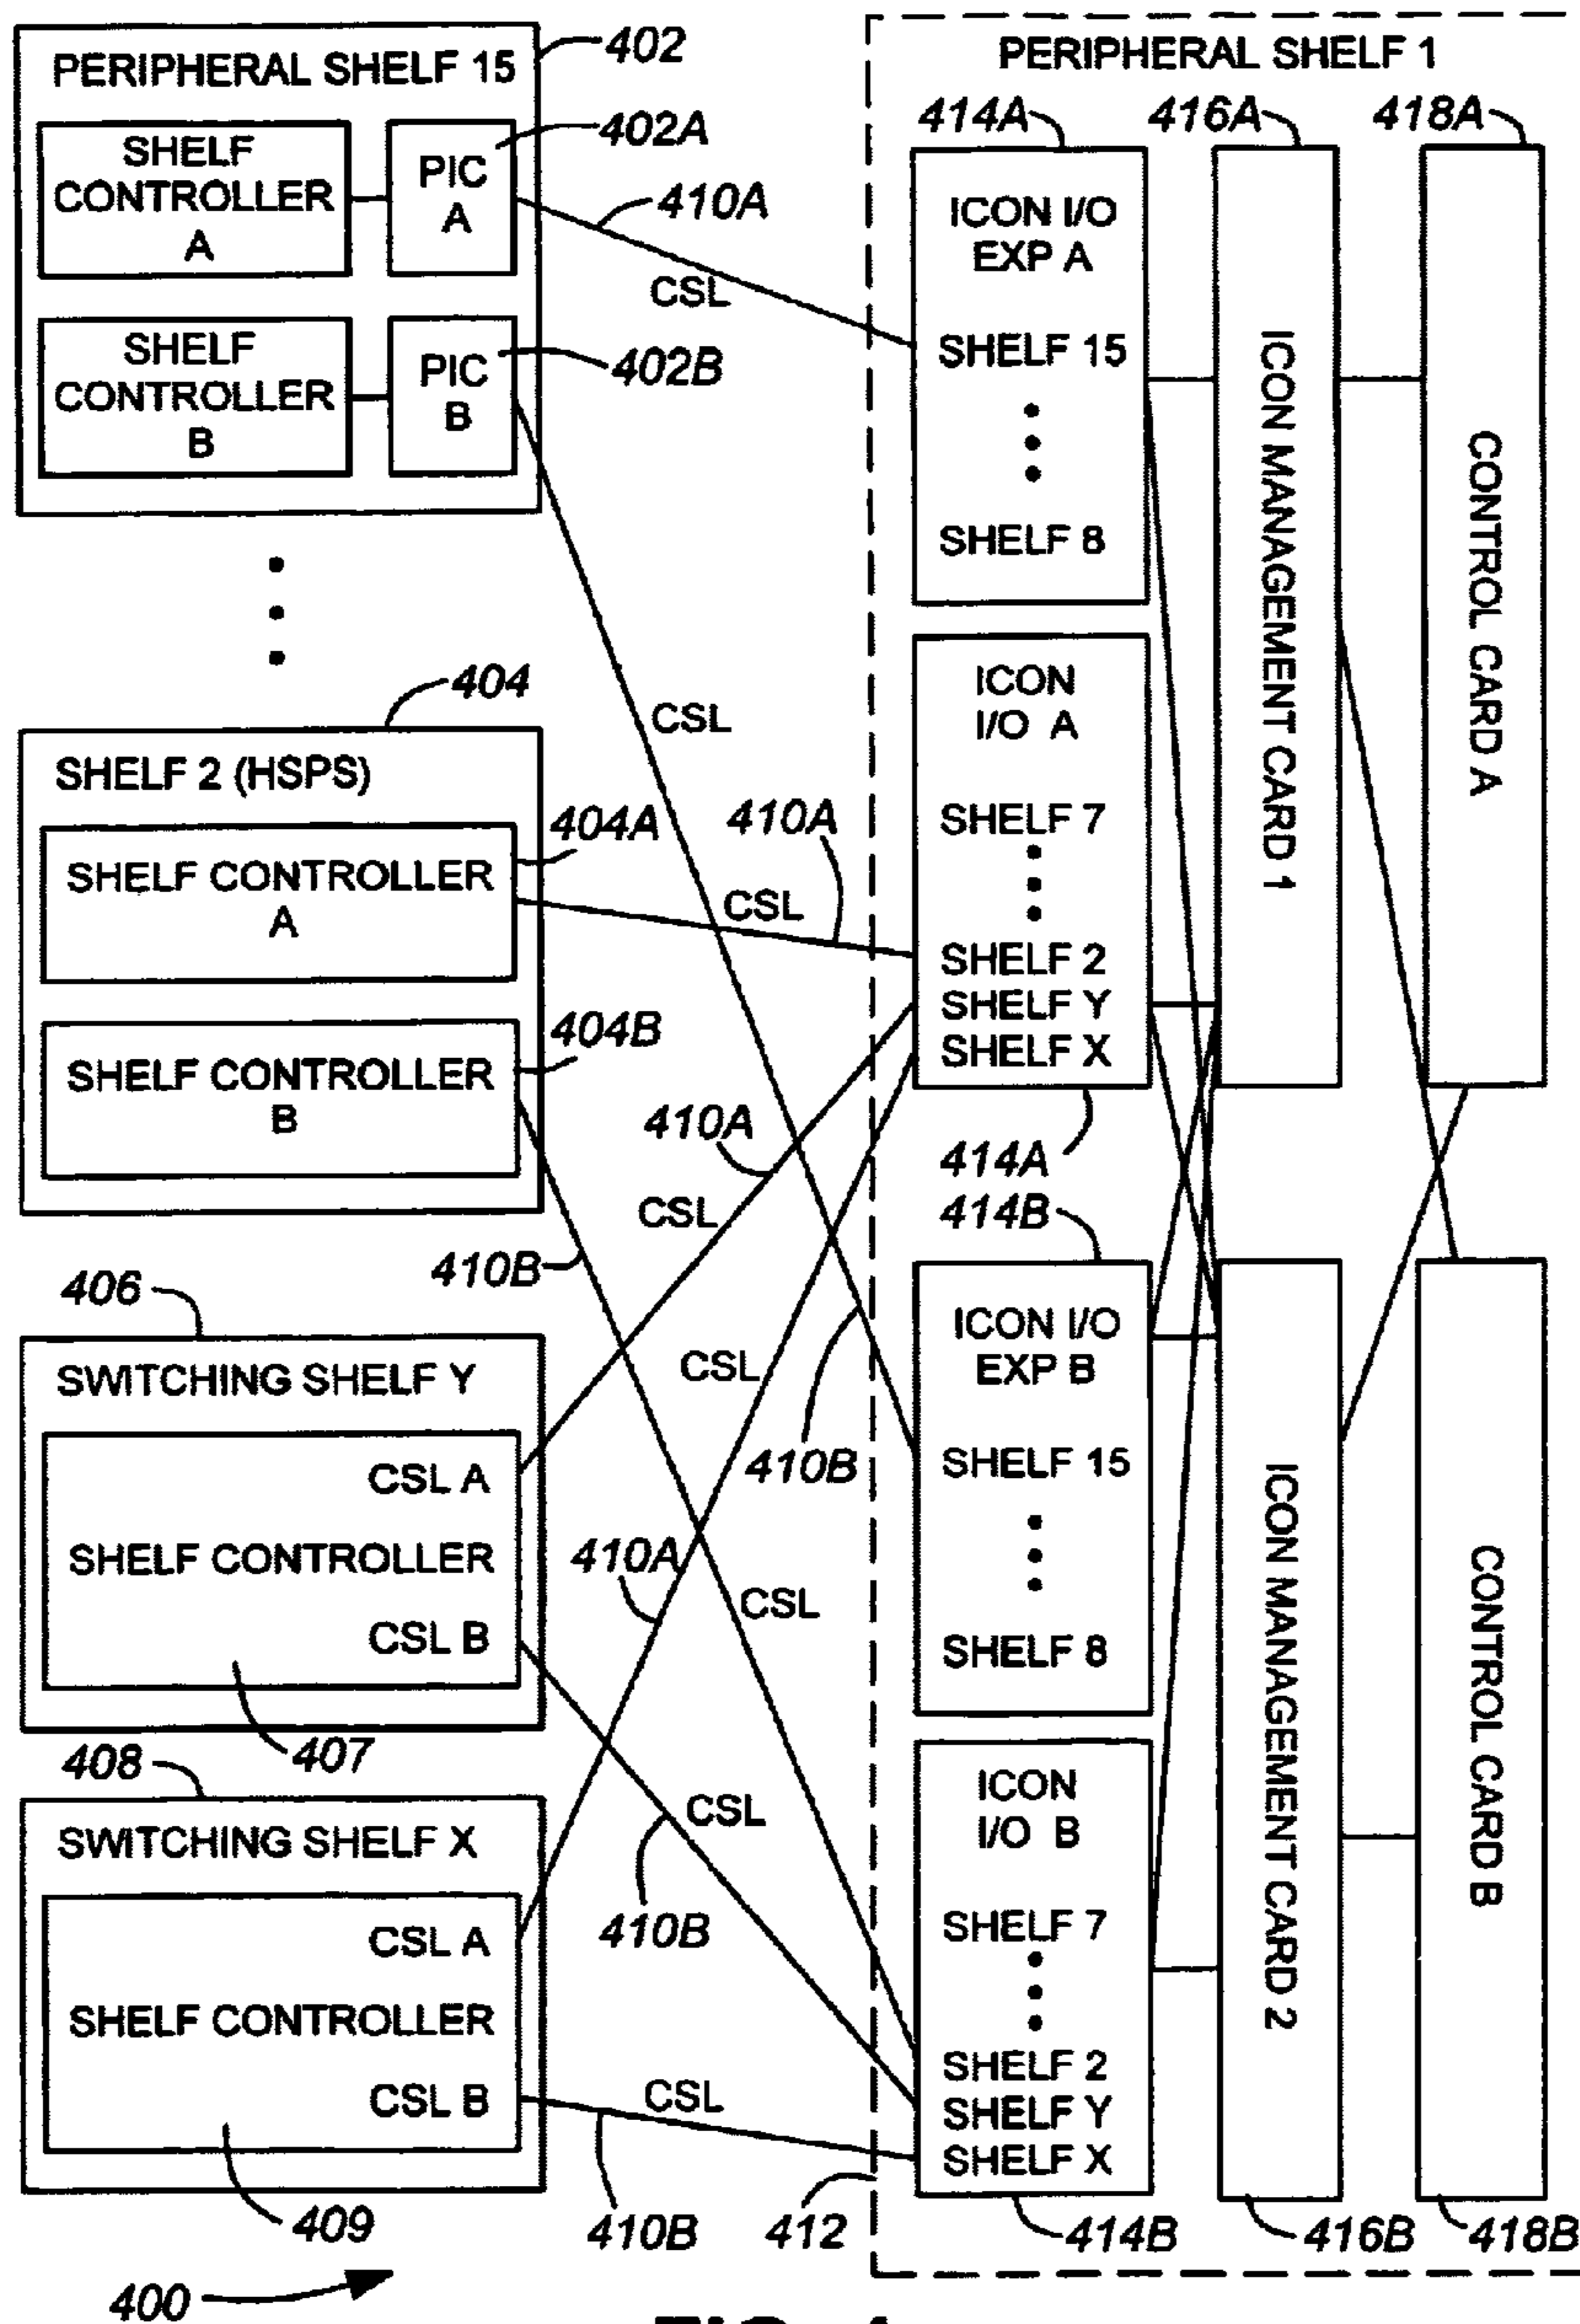 PERIPHERAL SHELF 15
402
SHELF
CONTROLLER
A
PIC
A
402A
410A
CSL
SHELF
CONTROLLER
B
PIC
B
402B
CSL
404
SHELF 2 (HSPS)
SHELF CONTROLLER
A
404A
410A
CSL
SHELF CONTROLLER
B
404B
410A
CSL
410B
406
SWITCHING SHELF Y
CSL A
SHELF CONTROLLER
CSL B
407
CSL
410B
410A
CSL
408
SWITCHING SHELF X
CSL A
SHELF CONTROLLER
CSL B
409
CSL
410B
CSL
410B
412
400
PERIPHERAL SHELF 1
414A
416A
418A
ICON I/O
EXP A
SHELF 15
SHELF 8
ICON
I/O A
SHELF 7
SHELF 2
SHELF Y
SHELF X
414A
ICON MANAGEMENT CARD 1
CONTROL CARD A
414B
ICON I/O
EXP B
SHELF 15
SHELF 8
ICON
I/O B
SHELF 7
SHELF 2
SHELF Y
SHELF X
414B
ICON MANAGEMENT CARD 2
416B
CONTROL CARD B
418B